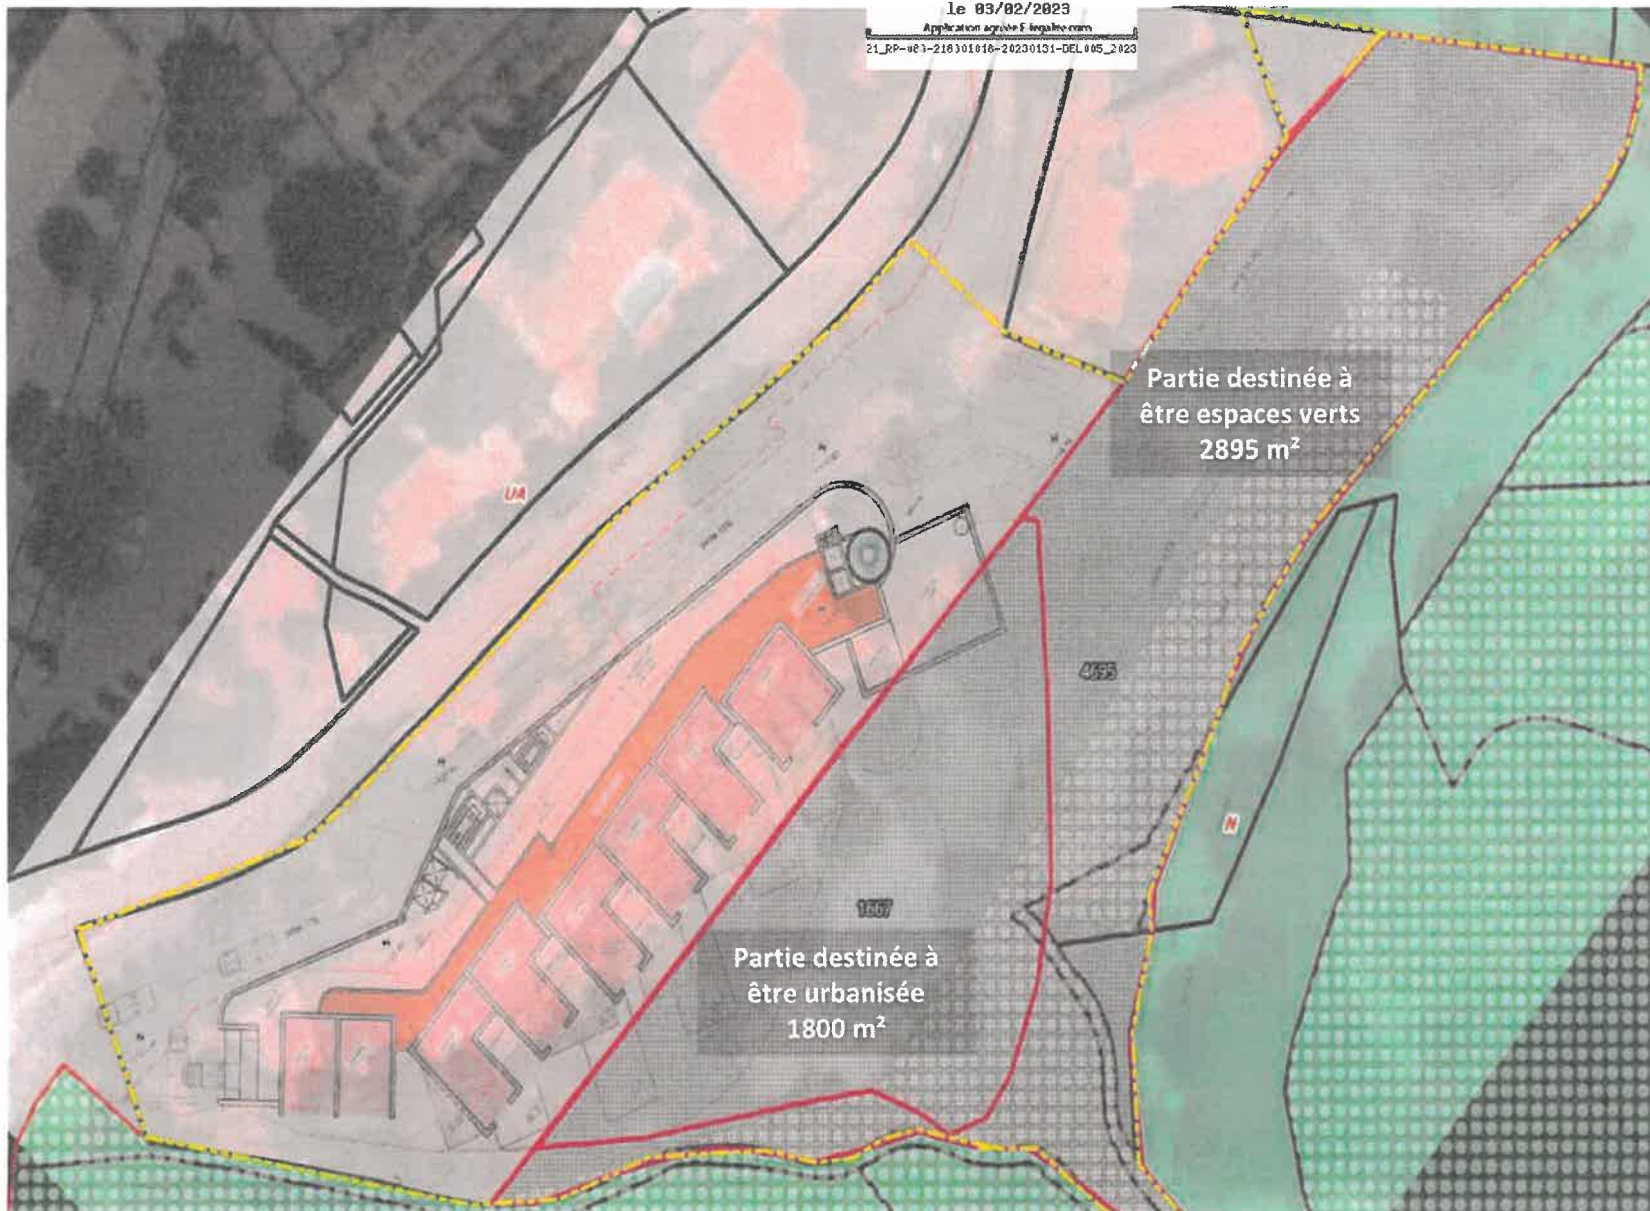 le 03/02/2023
Application agréée E-legalite.com
21_RP-083-218301018-20230131-DEL005_2023
Partie destinée à
être espaces verts
2895 m²
UA
4695
N
1667
Partie destinée à
être urbanisée
1800 m²